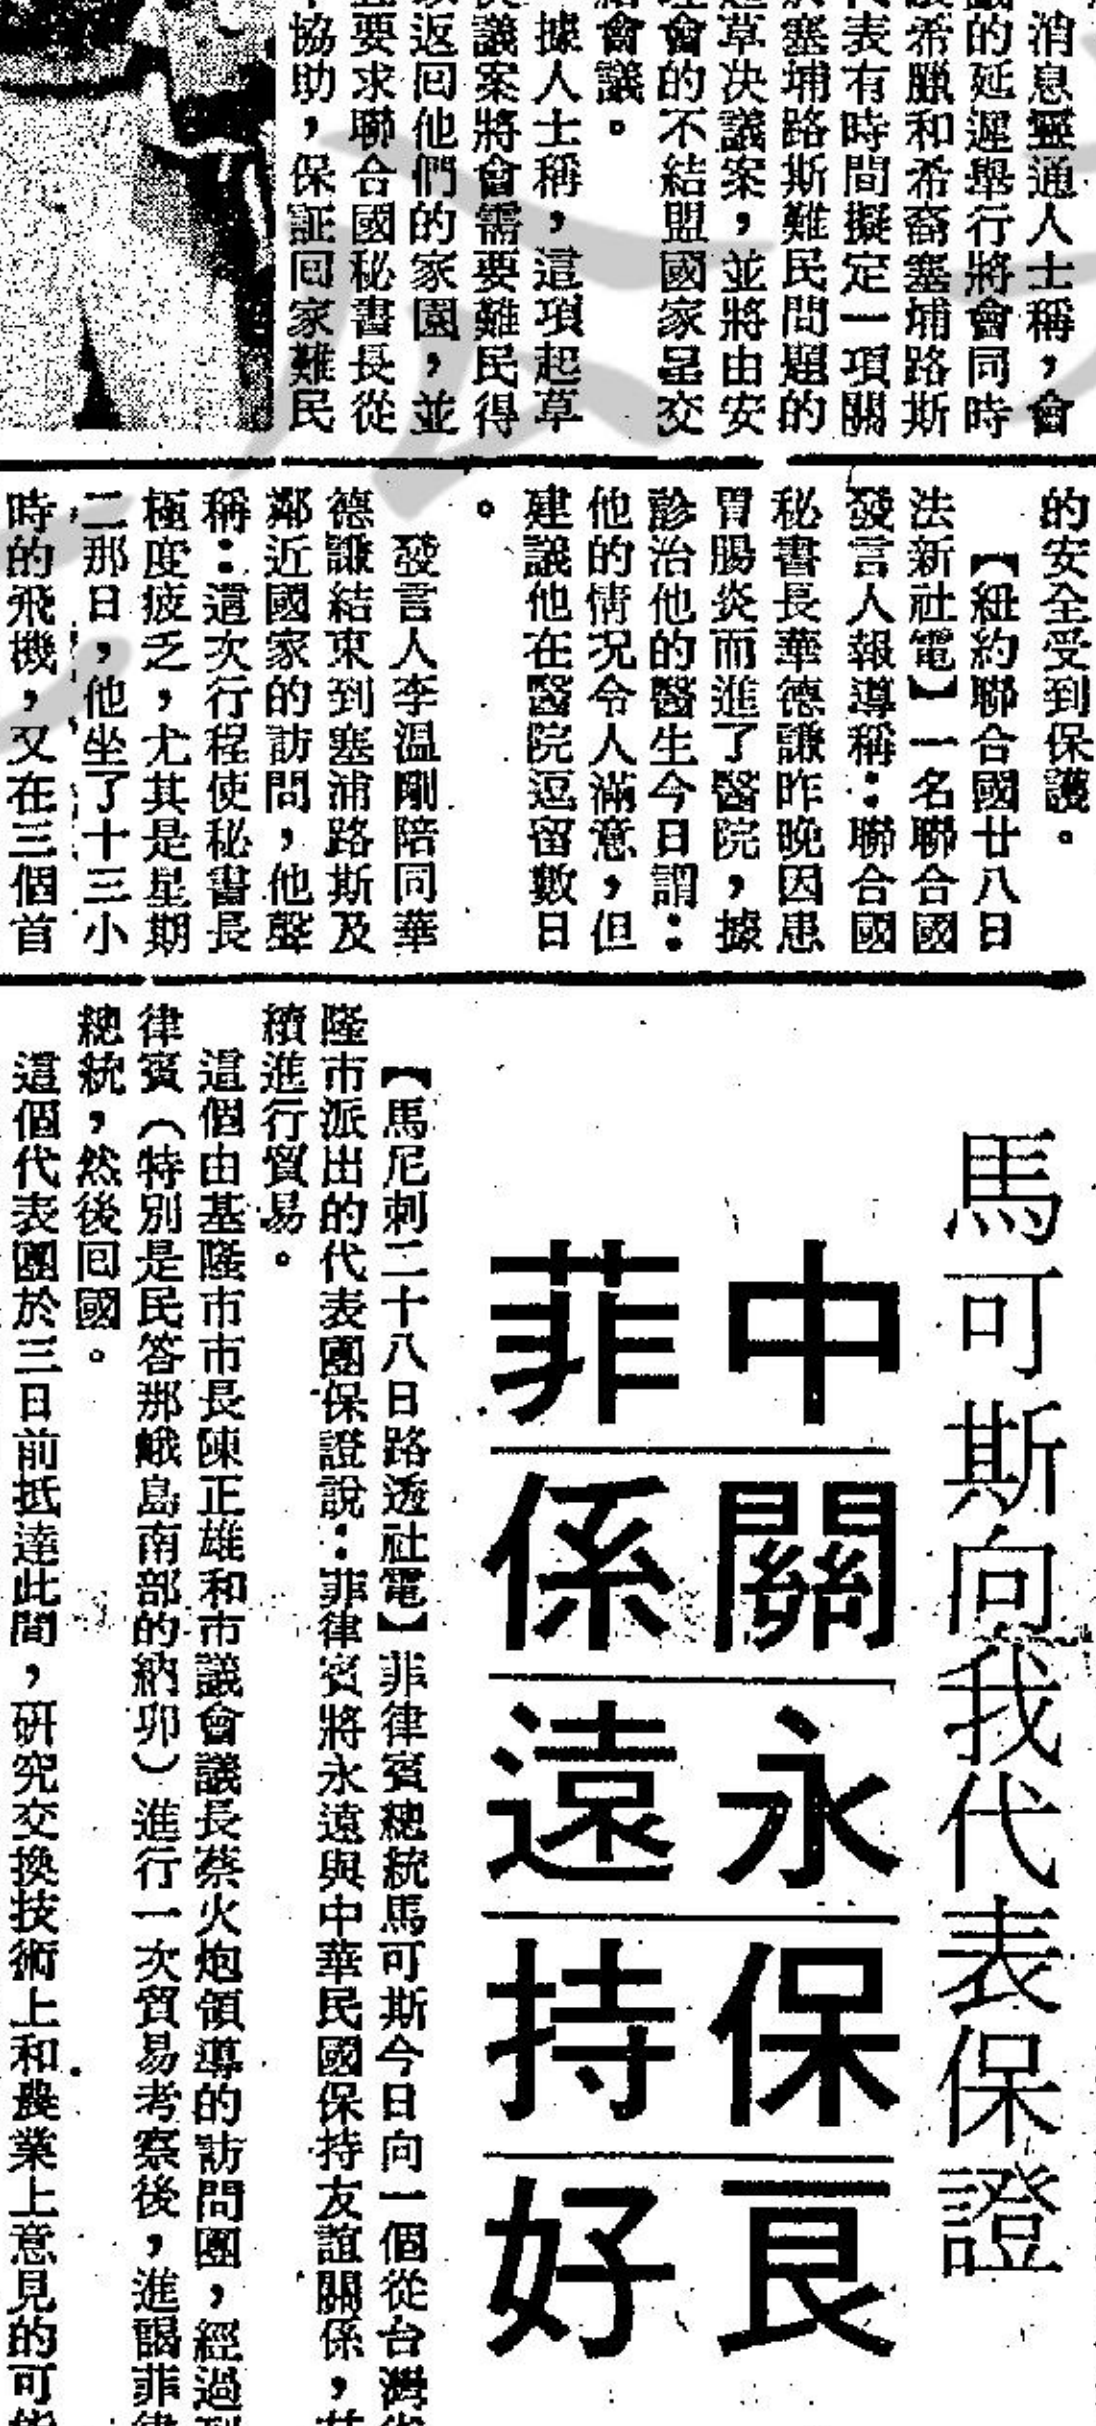 消息靈通人士稱，會
的延遲舉行將會同時
希臘和希裔塞埔路斯
表有時間擬定一項關
塞埔路斯難民問題的
草决議案，並將由安
會的不結盟國家呈交
會議。
據人士稱，這項起草
議案將會需要難民得
返回他們的家園，並
要求聯合國秘書長從
協助，保証回家難民
的安全受到保護。
【紐約聯合國廿八日
法新社電】一名聯合國
發言人報導稱：聯合國
秘書長華德謙昨晚因患
胃腸炎而進了醫院，據
診治他的醫生今日謂：
他的情況令人滿意，但
建議他在醫院逗留數日
。
發言人李溫剛陪同華
德謙結束到塞浦路斯及
鄰近國家的訪問，他聲
稱：這次行程使秘書長
極度疲乏，尤其是星期
二那日，他坐了十三小
時的飛機，又在三個首
馬可斯向我代表保證
中菲
關係
永遠
保持
良好
【馬尼剌二十八日路透社電】菲律賓總統馬可斯今日向一個從台灣
隆市派出的代表團保證說：菲律賓將永遠與中華民國保持友誼關係，
續進行貿易。
這個由基隆市市長陳正雄和市議會議長蔡火炮領導的訪問團，經過
律賓（特別是民答那峨島南部的納卯）進行一次貿易考察後，進謁菲
總統，然後回國。
這個代表團於三日前抵達此間，研究交換技術上和農業上意見的可